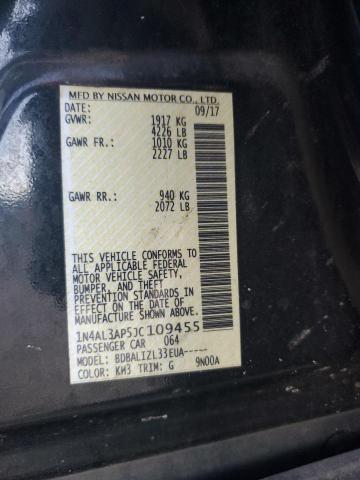 MFD BY NISSAN MOTOR CO., LTD.
DATE: 09/17
GVWR: 1917 KG
4226 LB
GAWR FR.: 1010 KG
2227 LB
GAWR RR.: 940 KG
2072 LB
THIS VEHICLE CONFORMS TO
ALL APPLICABLE FEDERAL
MOTOR VEHICLE SAFETY,
BUMPER, AND THEFT
PREVENTION STANDARDS
IN EFFECT ON THE DATE OF
MANUFACTURE SHOWN ABOVE.
1N4AL3AP5JC109455
PASSENGER CAR 064
MODEL: BDBALIZL33EUA-----
COLOR: KH3 TRIM: G 9N00A